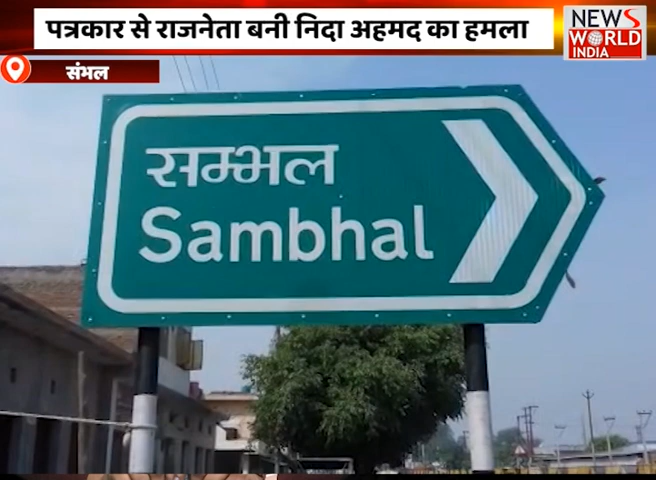 पत्रकार से राजनेता बनी निदा अहमद का हमला
NEWS
WORLD
INDIA
संभल
सम्भल
Sambhal